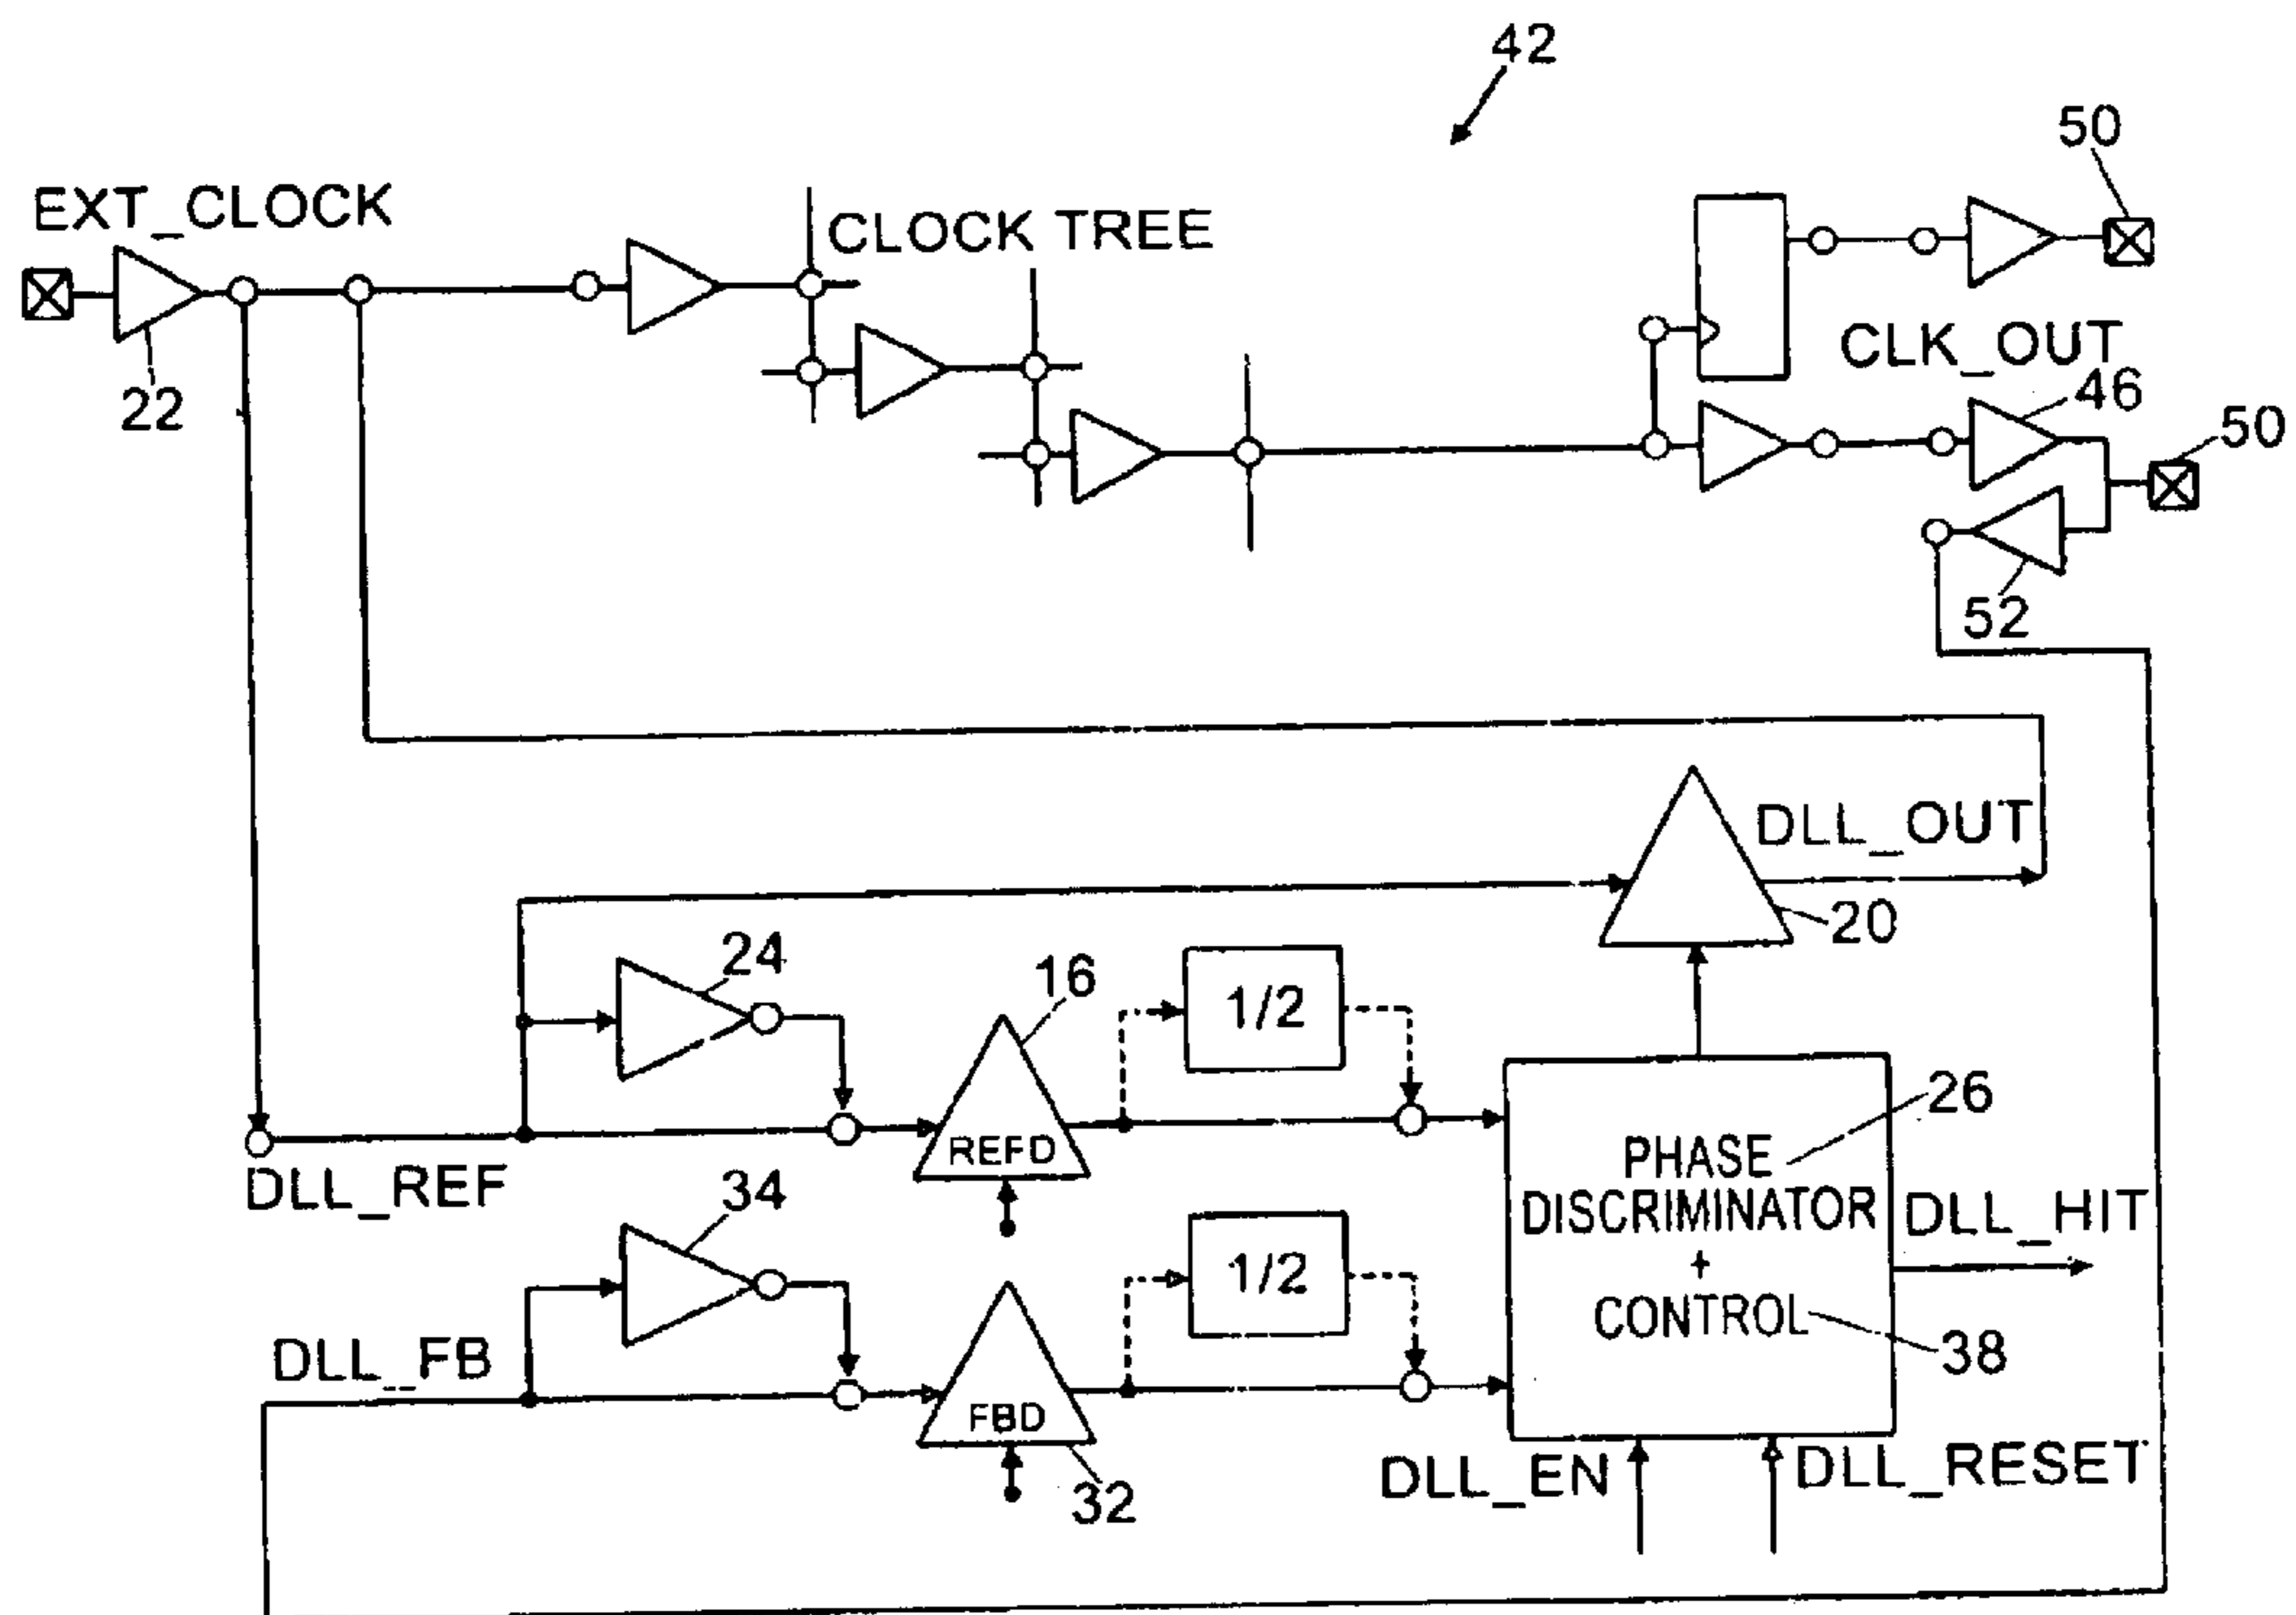 42
50
EXT_CLOCK
CLOCK TREE
22
CLK_OUT
46
50
52
DLL_OUT
20
24
16
1/2
REFD
DLL_REF
26
PHASE
DISCRIMINATOR
+
CONTROL
DLL_HIT
34
1/2
DLL_FB
38
FBD
32
DLL_EN
DLL_RESET